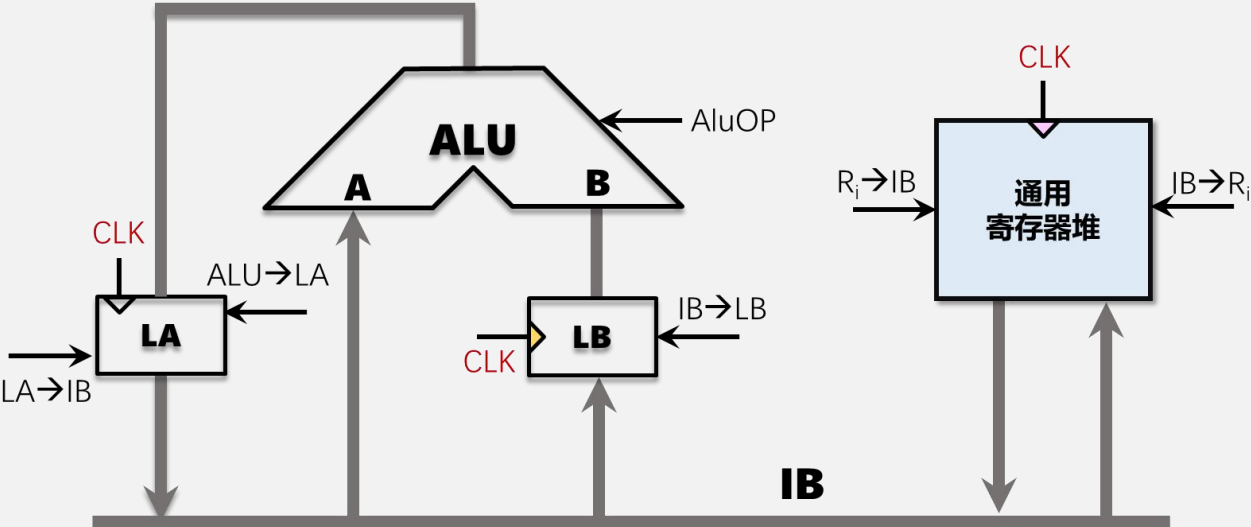 CLK
AluOP
ALU
A
B
Ri→IB
IB→Ri
通用
寄存器堆
CLK
ALU→LA
LA
LA→IB
IB→LB
LB
CLK
IB